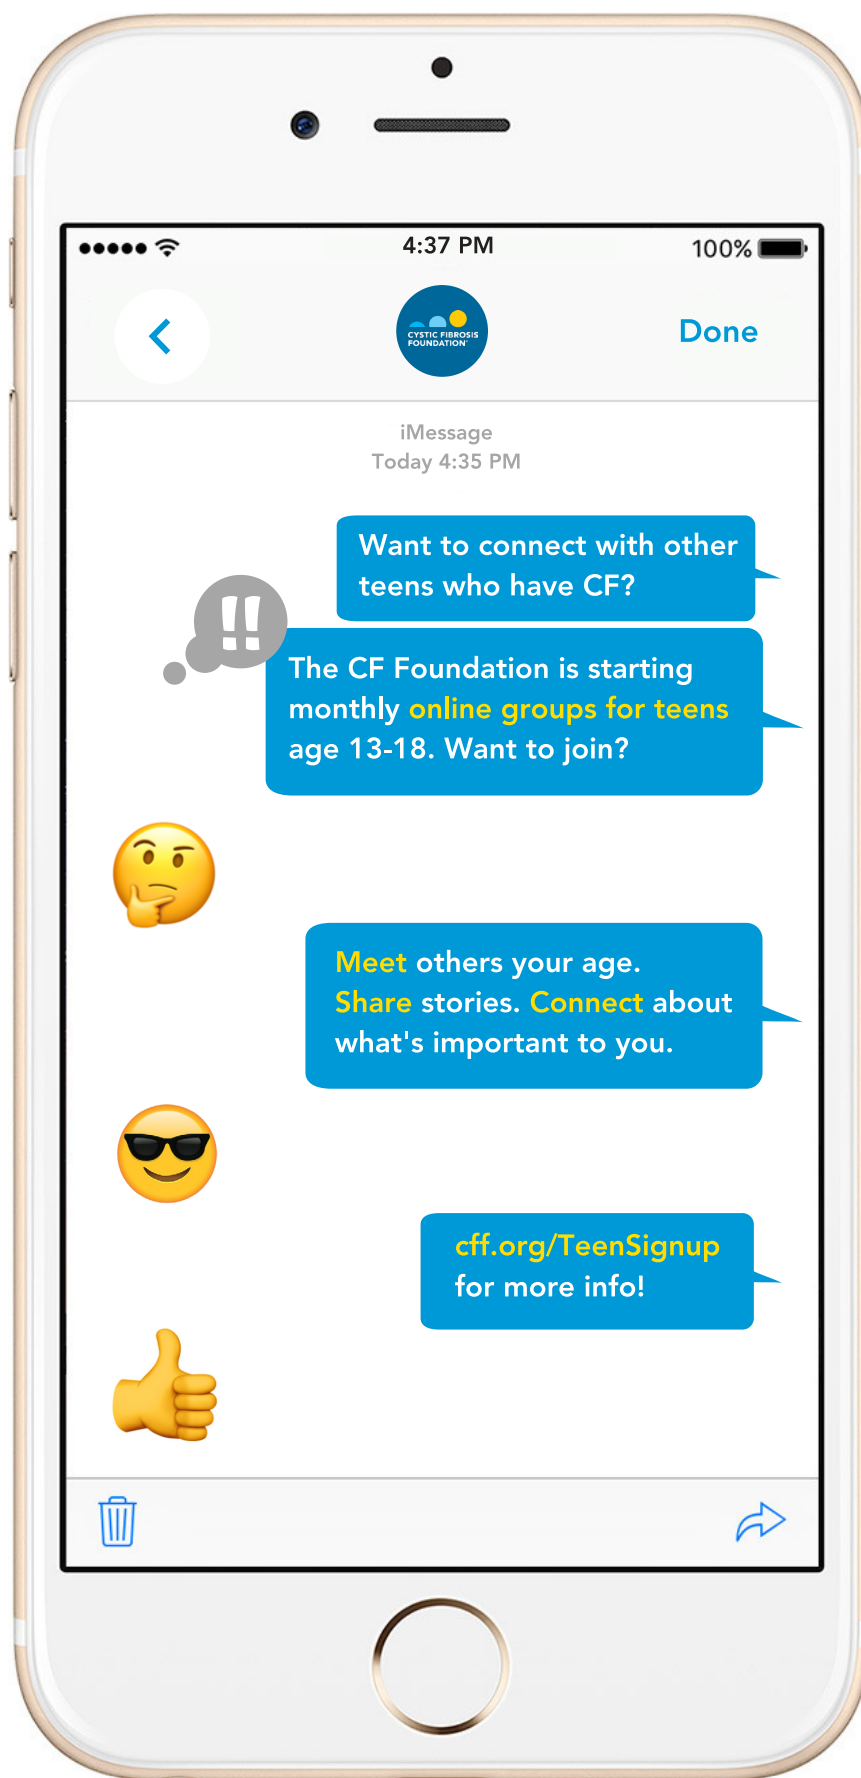 4:37 PM
100%
CYSTIC FIBROSIS
FOUNDATION
Done
iMessage
Today 4:35 PM
Want to connect with other
teens who have CF?
!!
The CF Foundation is starting
monthly online groups for teens
age 13-18. Want to join?
Meet others your age.
Share stories. Connect about
what's important to you.
cff.org/TeenSignup
for more info!